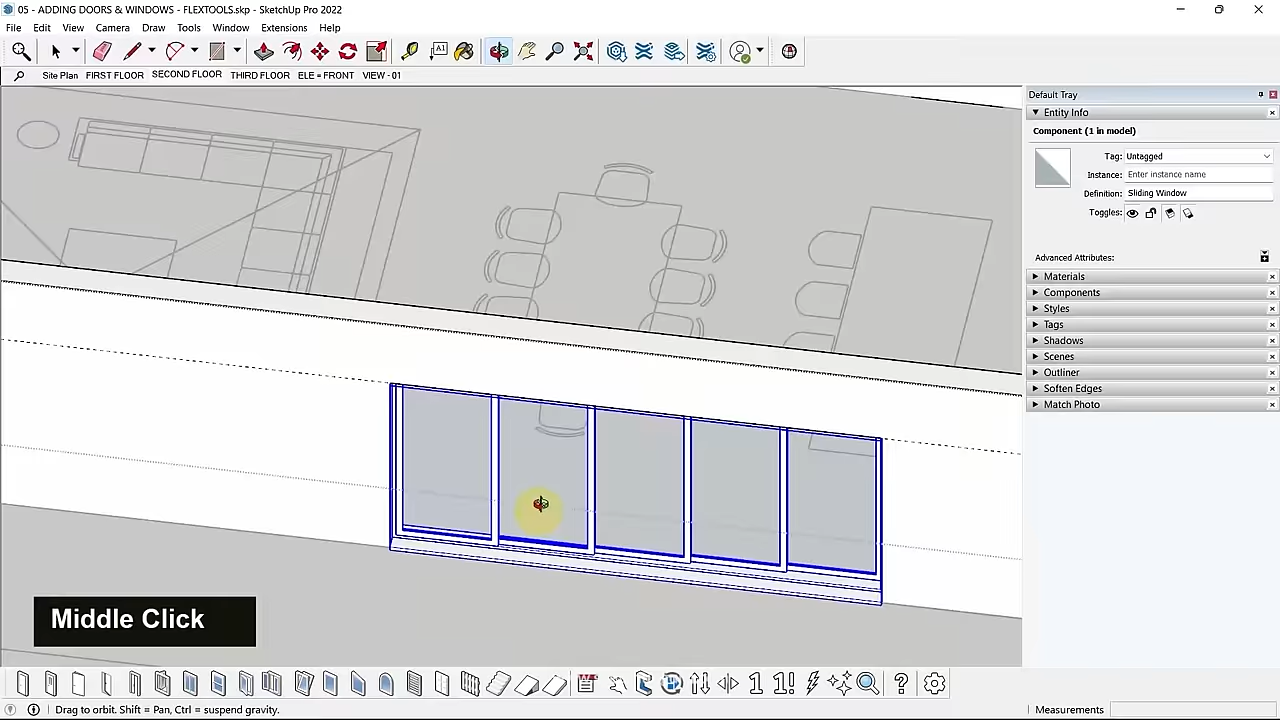 05 - ADDING DOORS & WINDOWS - FLEXTOOLS.skp - SketchUp Pro 2022
File Edit View Camera Draw Tools Window Extensions Help
A1
Site Plan FIRST FLOOR SECOND FLOOR THIRD FLOOR ELE = FRONT VIEW - 01
Default Tray
Entity Info
Component (1 in model)
Tag: Untagged
Instance: Enter instance name
Definition: Sliding Window
Toggles:
Advanced Attributes:
Materials
Components
Styles
Tags
Shadows
Scenes
Outliner
Soften Edges
Match Photo
Middle Click
1 1! ?
Drag to orbit. Shift = Pan, Ctrl = suspend gravity.
Measurements